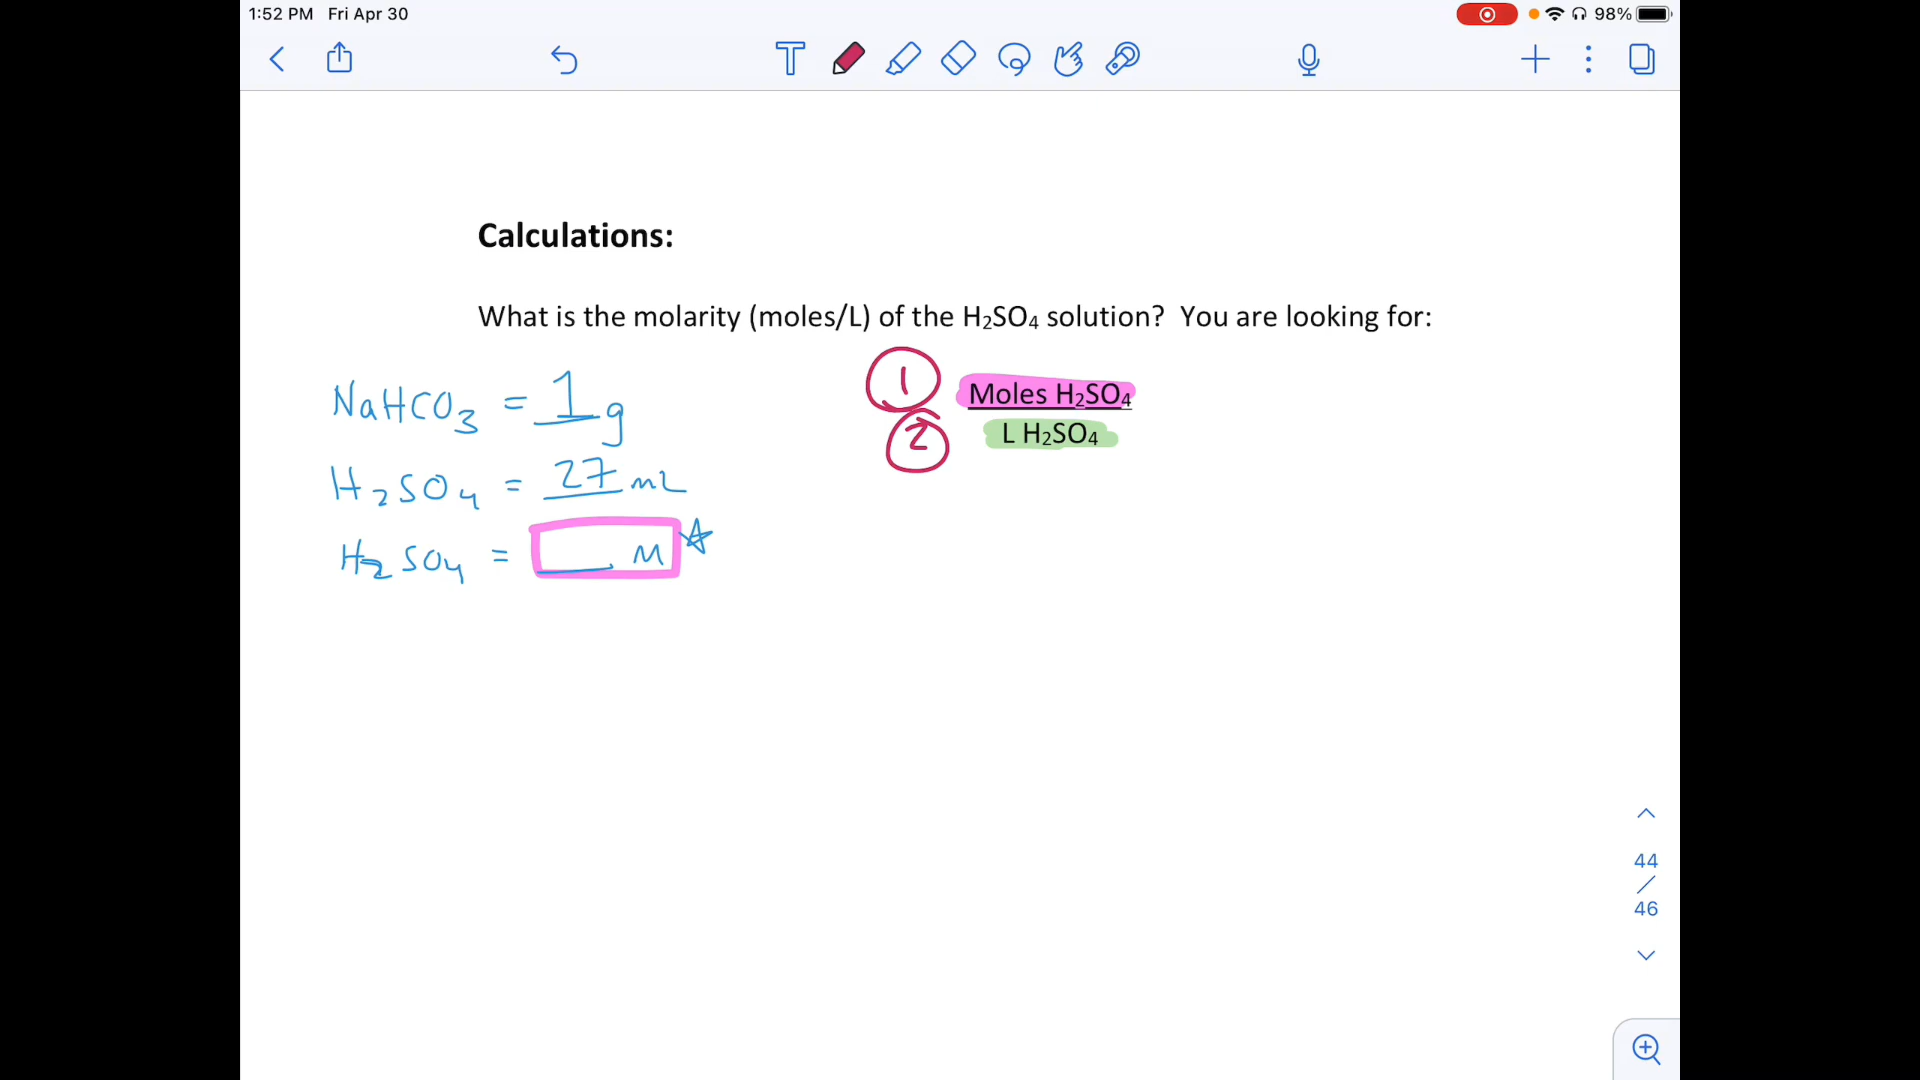 1:52 PM Fri Apr 30
98%
T
Calculations:
What is the molarity (moles/L) of the H₂SO₄ solution? You are looking for:
NaHCO₃ = 1 g
1 Moles H₂SO₄
2 L H₂SO₄
H₂SO₄ = 27 mL
H₂SO₄ = ___ M
44
/
46